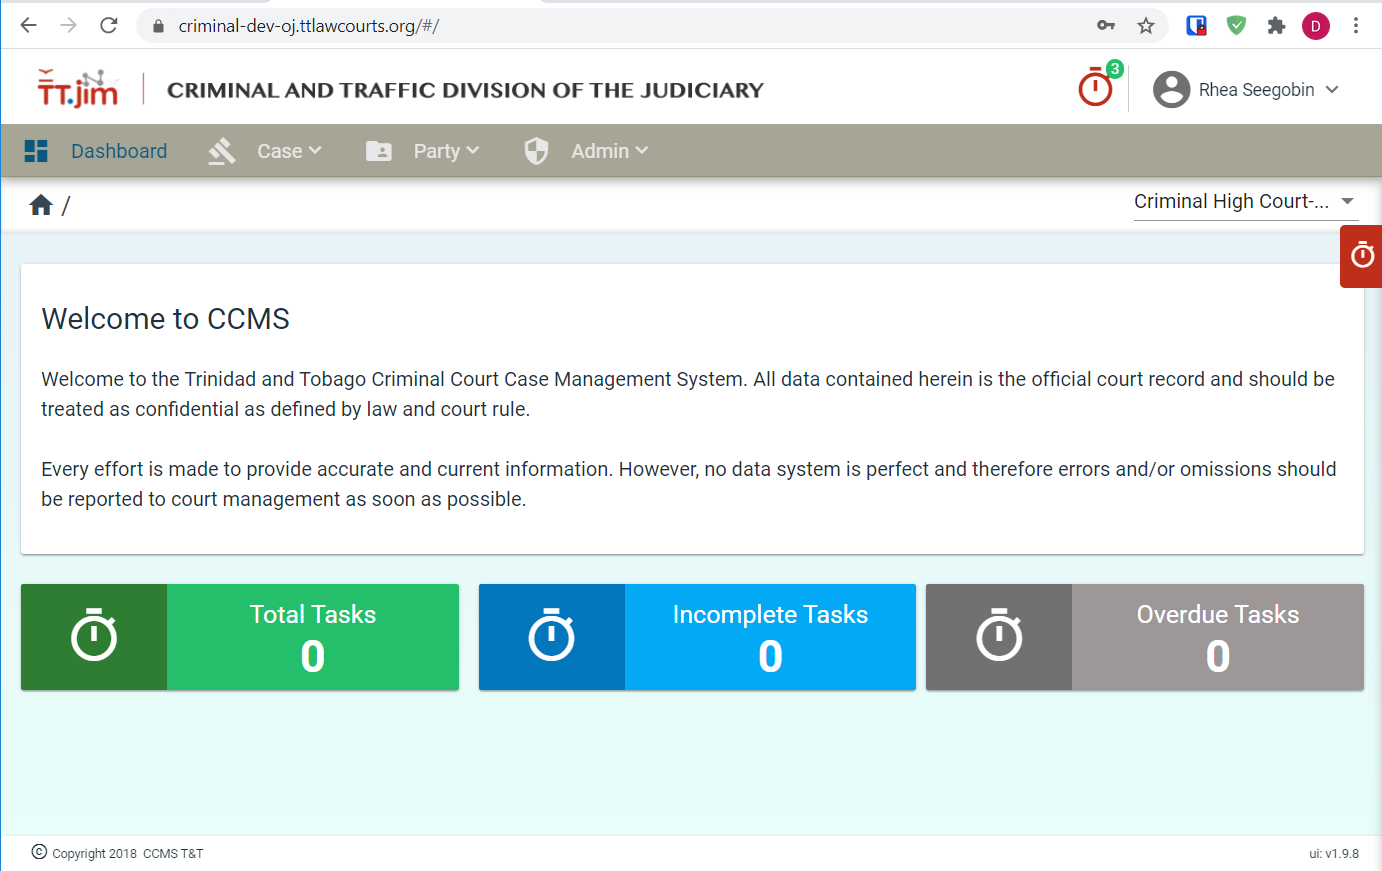 criminal-dev-oj.ttlawcourts.org/#/
D
TT.jim
CRIMINAL AND TRAFFIC DIVISION OF THE JUDICIARY
3
Rhea Seegobin
Dashboard
Case
Party
Admin
/
Criminal High Court-...
Welcome to CCMS
Welcome to the Trinidad and Tobago Criminal Court Case Management System. All data contained herein is the official court record and should be
treated as confidential as defined by law and court rule.
Every effort is made to provide accurate and current information. However, no data system is perfect and therefore errors and/or omissions should
be reported to court management as soon as possible.
Total Tasks
0
Incomplete Tasks
0
Overdue Tasks
0
© Copyright 2018 CCMS T&T
ui: v1.9.8